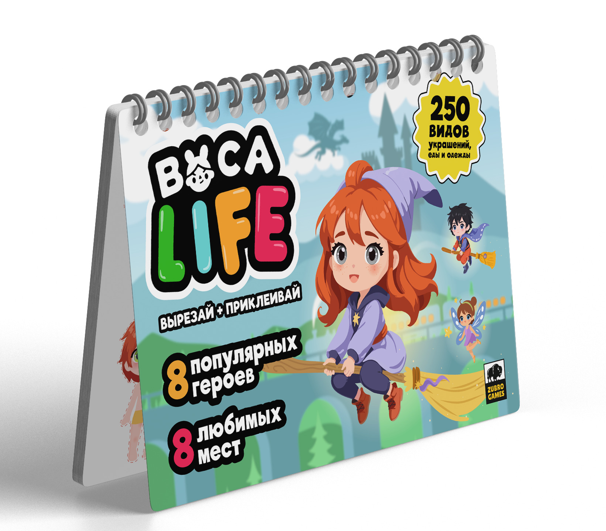 BOCA
LIFE
ВЫРЕЗАЙ + ПРИКЛЕИВАЙ
8 популярных
героев
8 любимых
мест
250
ВИДОВ
украшений,
еды и одежды
ZUBRO
GAMES